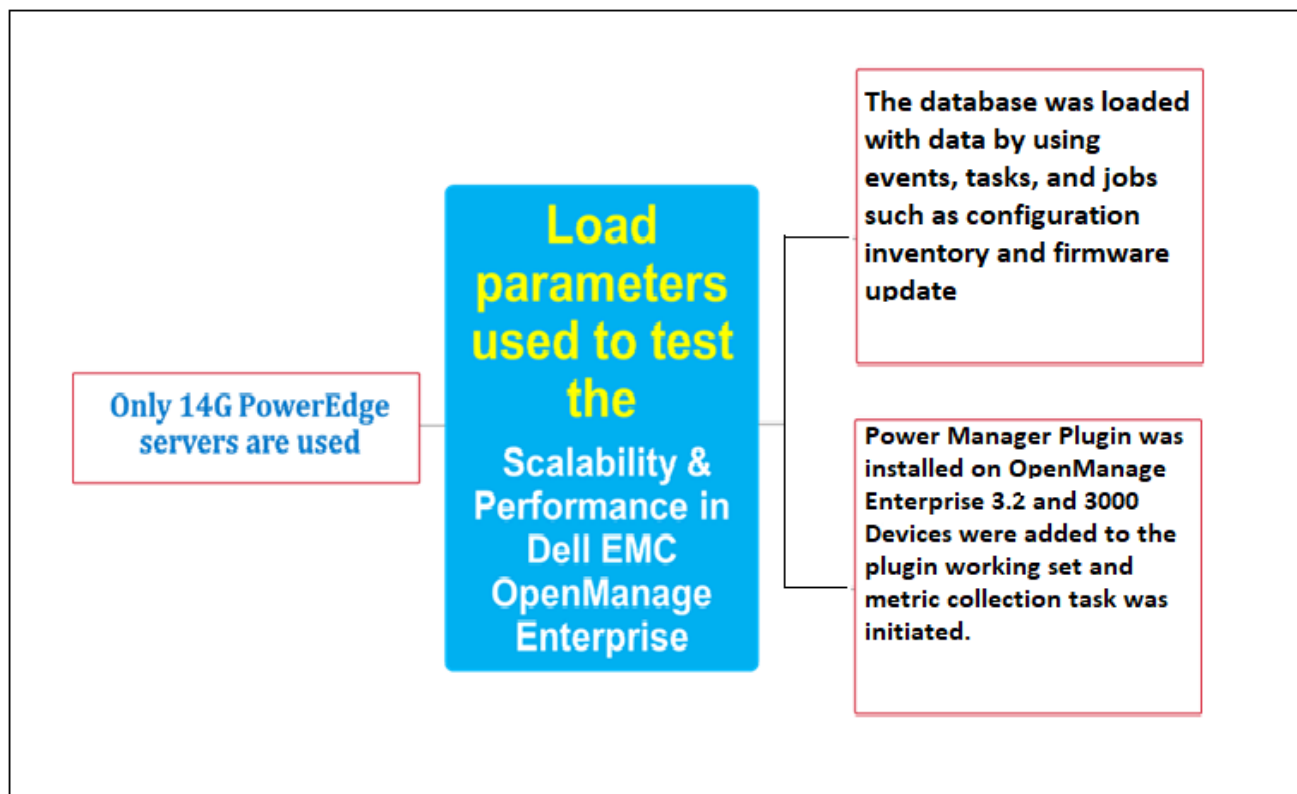 Only 14G PowerEdge
servers are used
Load
parameters
used to test
the
Scalability &
Performance in
Dell EMC
OpenManage
Enterprise
The database was loaded
with data by using
events, tasks, and jobs
such as configuration
inventory and firmware
update
Power Manager Plugin was
installed on OpenManage
Enterprise 3.2 and 3000
Devices were added to the
plugin working set and
metric collection task was
initiated.